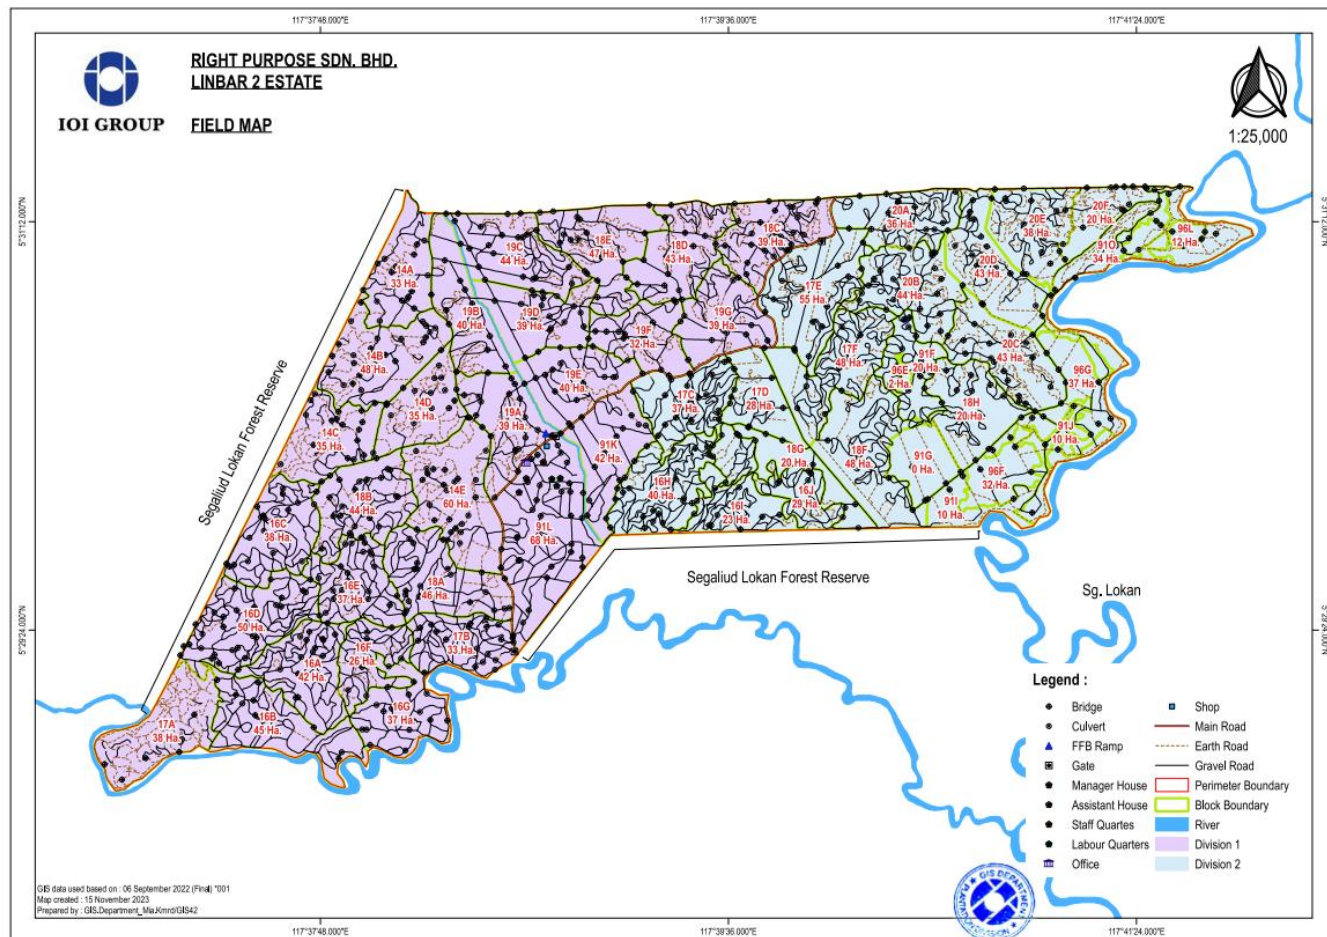 117°37'48.000"E
117°39'36.000"E
117°41'24.000"E
RIGHT PURPOSE SDN. BHD.
LINBAR 2 ESTATE
IOI GROUP
FIELD MAP
1:25,000
5°31'12.000"N
5°31'12.000"N
20A
36 Ha.
20E
38 Ha.
20F
20 Ha.
96L
12 Ha.
91O
34 Ha.
18C
39 Ha.
18D
43 Ha.
18E
47 Ha.
19C
44 Ha.
14A
33 Ha.
20D
43 Ha.
20B
44 Ha.
17E
55 Ha.
19B
40 Ha.
19D
39 Ha.
19G
39 Ha.
19F
32 Ha.
20C
43 Ha.
17F
48 Ha.
91F
20 Ha.
96E
2 Ha.
96G
37 Ha.
14B
48 Ha.
19E
40 Ha.
14D
35 Ha.
17C
37 Ha.
17D
28 Ha.
18H
20 Ha.
19A
39 Ha.
91J
10 Ha.
14C
35 Ha.
91K
42 Ha.
18G
20 Ha.
18F
48 Ha.
91G
0 Ha.
96F
32 Ha.
Segaliud Lokan Forest Reserve
16H
40 Ha.
16J
29 Ha.
14E
60 Ha.
18B
44 Ha.
91I
10 Ha.
16I
23 Ha.
16C
38 Ha.
91L
68 Ha.
Segaliud Lokan Forest Reserve
Sg. Lokan
18A
46 Ha.
16E
37 Ha.
16D
50 Ha.
5°29'24.000"N
5°29'24.000"N
17B
33 Ha.
16F
26 Ha.
16A
42 Ha.
16G
37 Ha.
16B
45 Ha.
17A
38 Ha.
Legend :
Bridge
Culvert
FFB Ramp
Gate
Manager House
Assistant House
Staff Quartes
Labour Quarters
Office
Shop
Main Road
Earth Road
Gravel Road
Perimeter Boundary
Block Boundary
River
Division 1
Division 2
GIS data used based on : 06 September 2022 (Final) *001
Map created : 15 November 2023
Prepared by : GIS.Department_Mia.Kmrd/GIS42
GIS DEPARTMENT
PLANTATION DIVISION
117°37'48.000"E
117°39'36.000"E
117°41'24.000"E